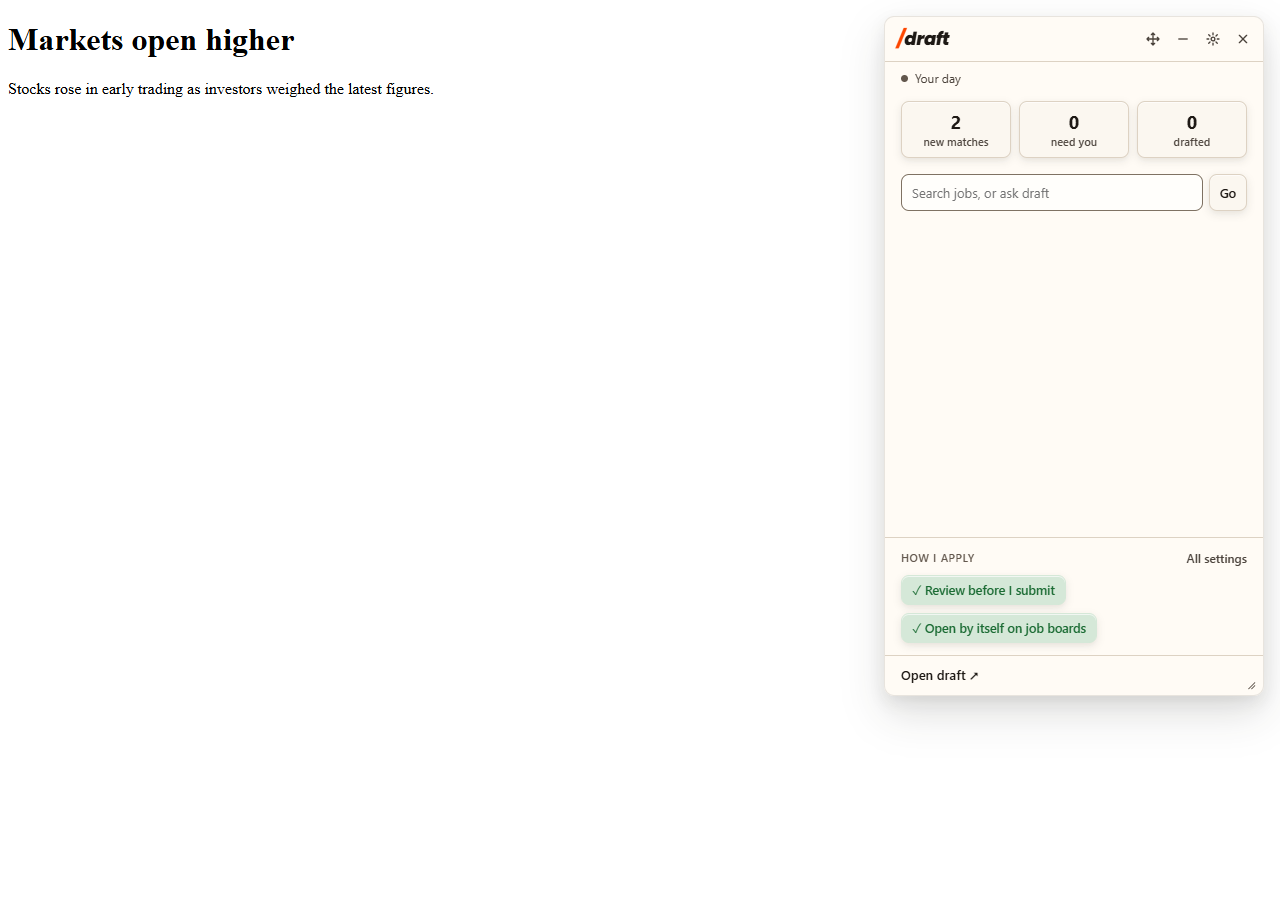 Markets open higher
Stocks rose in early trading as investors weighed the latest figures.
/draft
Your day
2
new matches
0
need you
0
drafted
Search jobs, or ask draft
Go
HOW I APPLY
All settings
✓ Review before I submit
✓ Open by itself on job boards
Open draft ↗